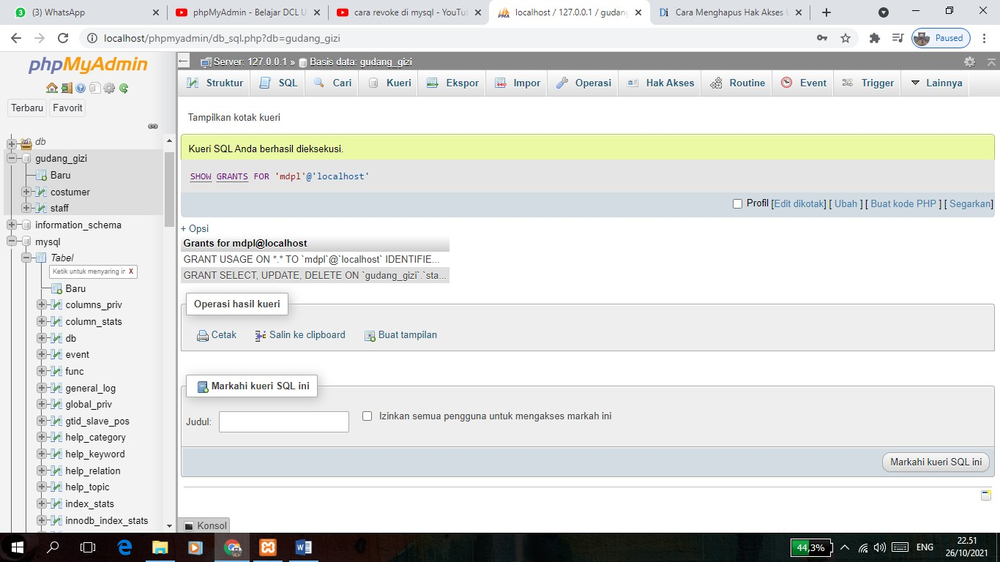 (3) WhatsApp
phpMyAdmin - Belajar DCL U
cara revoke di mysql - YouTu
localhost / 127.0.0.1 / gudang
Cara Menghapus Hak Akses U
localhost/phpmyadmin/db_sql.php?db=gudang_gizi
Paused
phpMyAdmin
Terbaru Favorit
db
gudang_gizi
Baru
costumer
staff
information_schema
mysql
Tabel
Ketik untuk menyaring ir X
Baru
columns_priv
column_stats
db
event
func
general_log
global_priv
gtid_slave_pos
help_category
help_keyword
help_relation
help_topic
index_stats
innodb_index_stats
Server: 127.0.0.1 » Basis data: gudang_gizi
Struktur SQL Cari Kueri Ekspor Impor Operasi Hak Akses Routine Event Trigger Lainnya
Tampilkan kotak kueri
Kueri SQL Anda berhasil dieksekusi.
SHOW GRANTS FOR 'mdpl'@'localhost'
Profil [Edit dikotak] [ Ubah ] [ Buat kode PHP ] [ Segarkan]
+ Opsi
Grants for mdpl@localhost
GRANT USAGE ON *.* TO `mdpl`@`localhost` IDENTIFIE...
GRANT SELECT, UPDATE, DELETE ON `gudang_gizi`.`sta...
Operasi hasil kueri
Cetak Salin ke clipboard Buat tampilan
Markahi kueri SQL ini
Judul: Izinkan semua pengguna untuk mengakses markah ini
Markahi kueri SQL ini
Konsol
44,3% ENG
22.51
26/10/2021